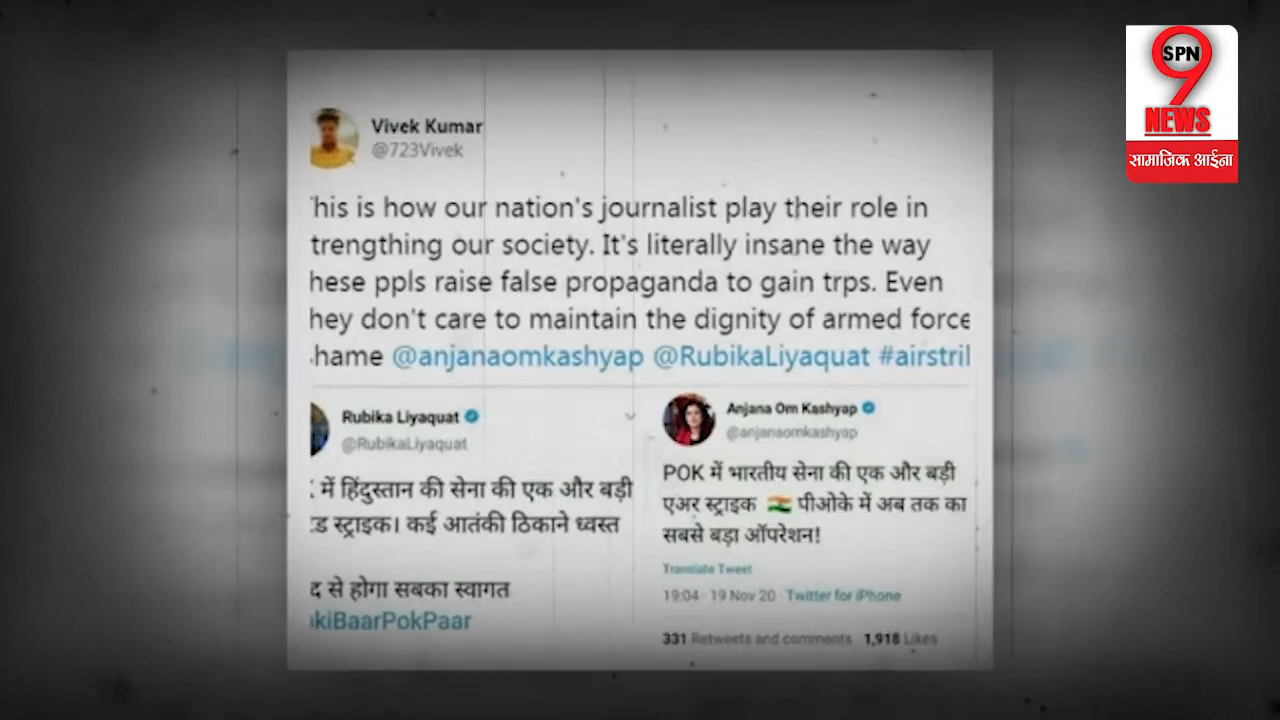 SPN
9
NEWS
सामाजिक आईना
Vivek Kumar
@723Vivek
his is how our nation's journalist play their role in
trengthing our society. It's literally insane the way
hese ppls raise false propaganda to gain trps. Even
hey don't care to maintain the dignity of armed force
hame @anjanaomkashyap @RubikaLiyaquat #airstril
Rubika Liyaquat
@RubikaLiyaquat
में हिंदुस्तान की सेना की एक और बड़ी
स्ट्राइक। कई आतंकी ठिकाने ध्वस्त
से होगा सबका स्वागत
kiBaarPokPaar
Anjana Om Kashyap
@anjanaomkashyap
POK में भारतीय सेना की एक और बड़ी
एअर स्ट्राइक 🇮🇳 पीओके में अब तक का
सबसे बड़ा ऑपरेशन!
Translate Tweet
19:04 · 19 Nov 20 · Twitter for iPhone
331 Retweets and comments 1,918 Likes